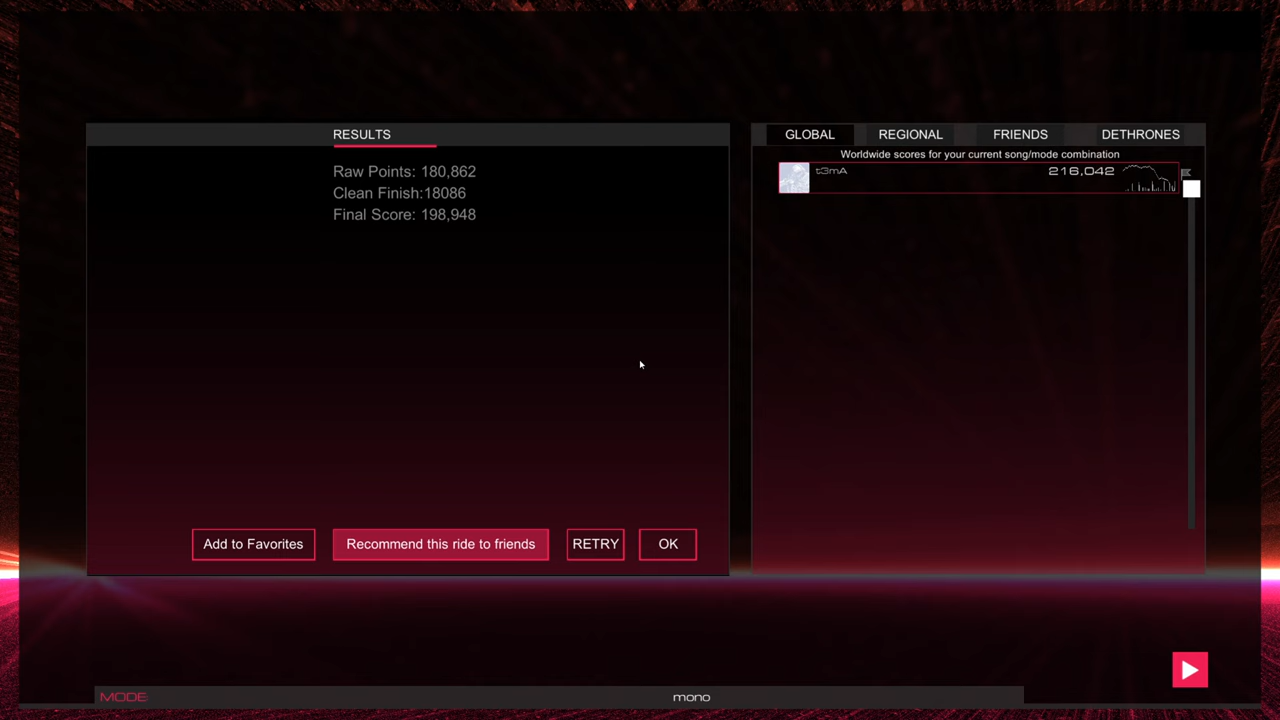 RESULTS
Raw Points: 180,862
Clean Finish:18086
Final Score: 198,948
Add to Favorites
Recommend this ride to friends
RETRY
OK
GLOBAL
REGIONAL
FRIENDS
DETHRONES
Worldwide scores for your current song/mode combination
t3mA
216,042
MODE
mono